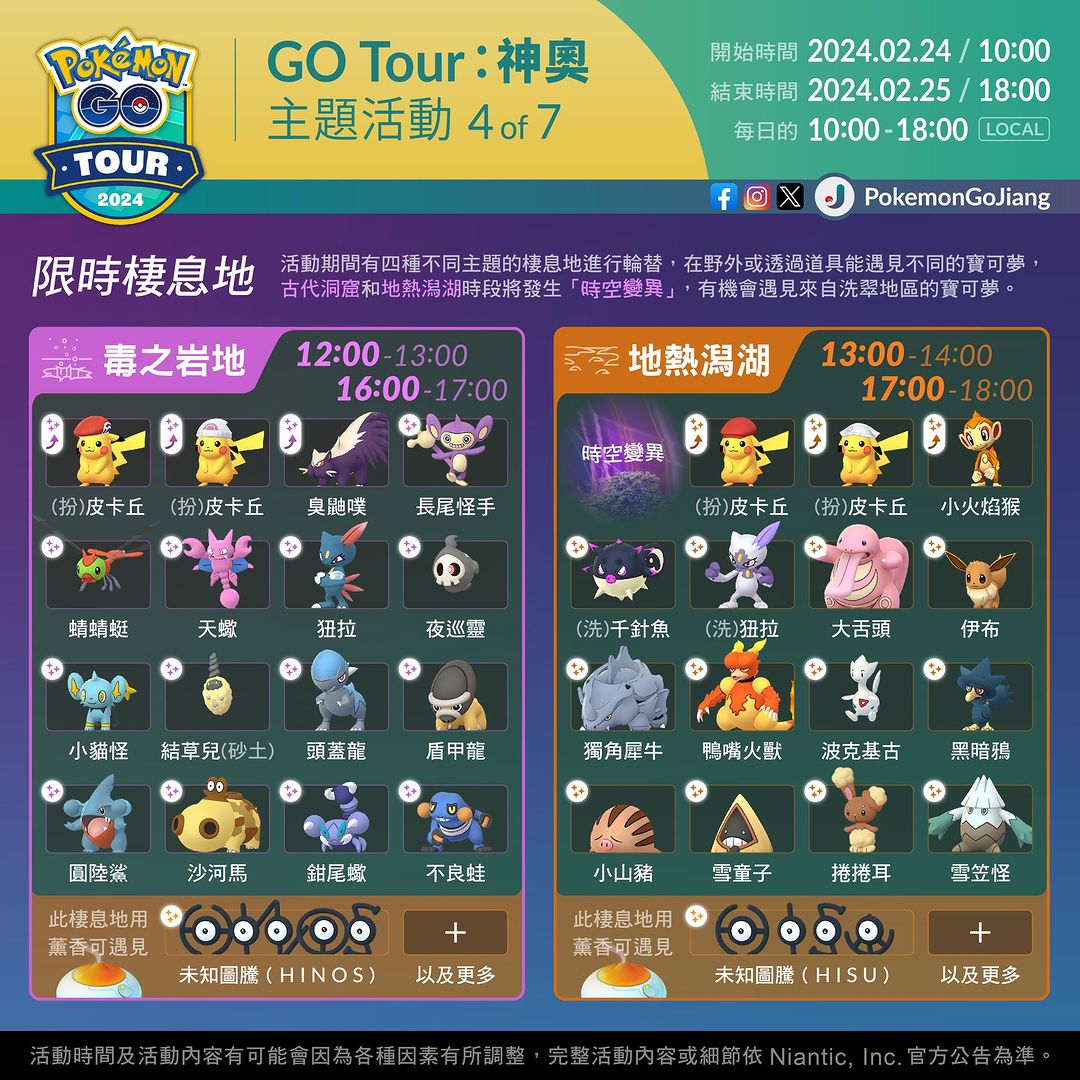 POKÉMON
GO
TOUR
2024
GO Tour：神奧
主題活動 4 of 7
開始時間 2024.02.24 / 10:00
結束時間 2024.02.25 / 18:00
每日的 10:00 - 18:00 LOCAL
PokemonGoJiang
限時棲息地
活動期間有四種不同主題的棲息地進行輪替，在野外或透過道具能遇見不同的寶可夢，
古代洞窟和地熱潟湖時段將發生「時空變異」，有機會遇見來自洗翠地區的寶可夢。
毒之岩地
12:00-13:00
16:00-17:00
(扮)皮卡丘 (扮)皮卡丘 臭鼬噗 長尾怪手
蜻蜻蜓 天蠍 狃拉 夜巡靈
小貓怪 結草兒(砂土) 頭蓋龍 盾甲龍
圓陸鯊 沙河馬 鉗尾蠍 不良蛙
此棲息地用
薰香可遇見
未知圖騰（HINOS）
+
以及更多
地熱潟湖
13:00-14:00
17:00-18:00
時空變異
(扮)皮卡丘 (扮)皮卡丘 小火焰猴
(洗)千針魚 (洗)狃拉 大舌頭 伊布
獨角犀牛 鴨嘴火獸 波克基古 黑暗鴉
小山豬 雪童子 捲捲耳 雪笠怪
此棲息地用
薰香可遇見
未知圖騰（HISU）
+
以及更多
活動時間及活動內容有可能會因為各種因素有所調整，完整活動內容或細節依 Niantic, Inc. 官方公告為準。